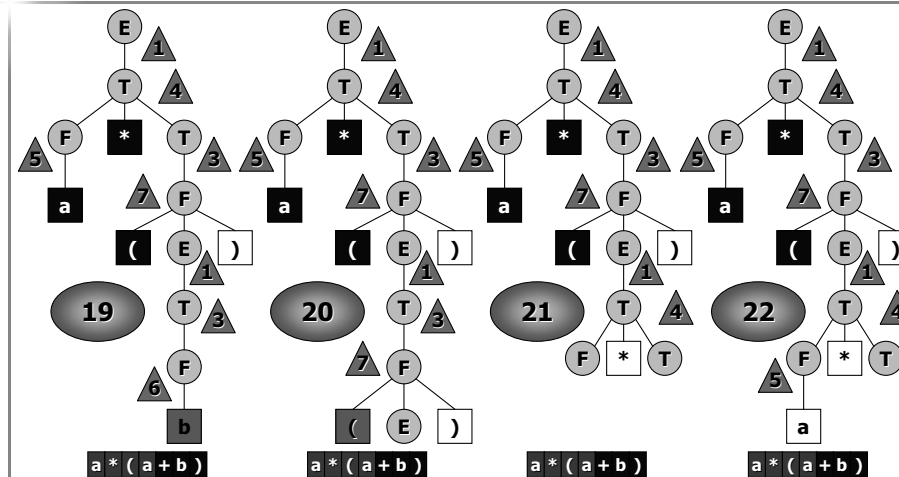 E E E E
1 1 1 1
T T T T
4 4 4 4
F * T F * T F * T F * T
5 3 5 3 5 3 5 3
7 F 7 F 7 F 7 F
a a a a
( E ) ( E ) ( E ) ( E )
1 1 1 1
19 T 3 20 T 3 21 T 4 22 T 4
F * T F * T
F 7 F 5
6
b ( E ) a
a*(a+b) a*(a+b) a*(a+b) a*(a+b)